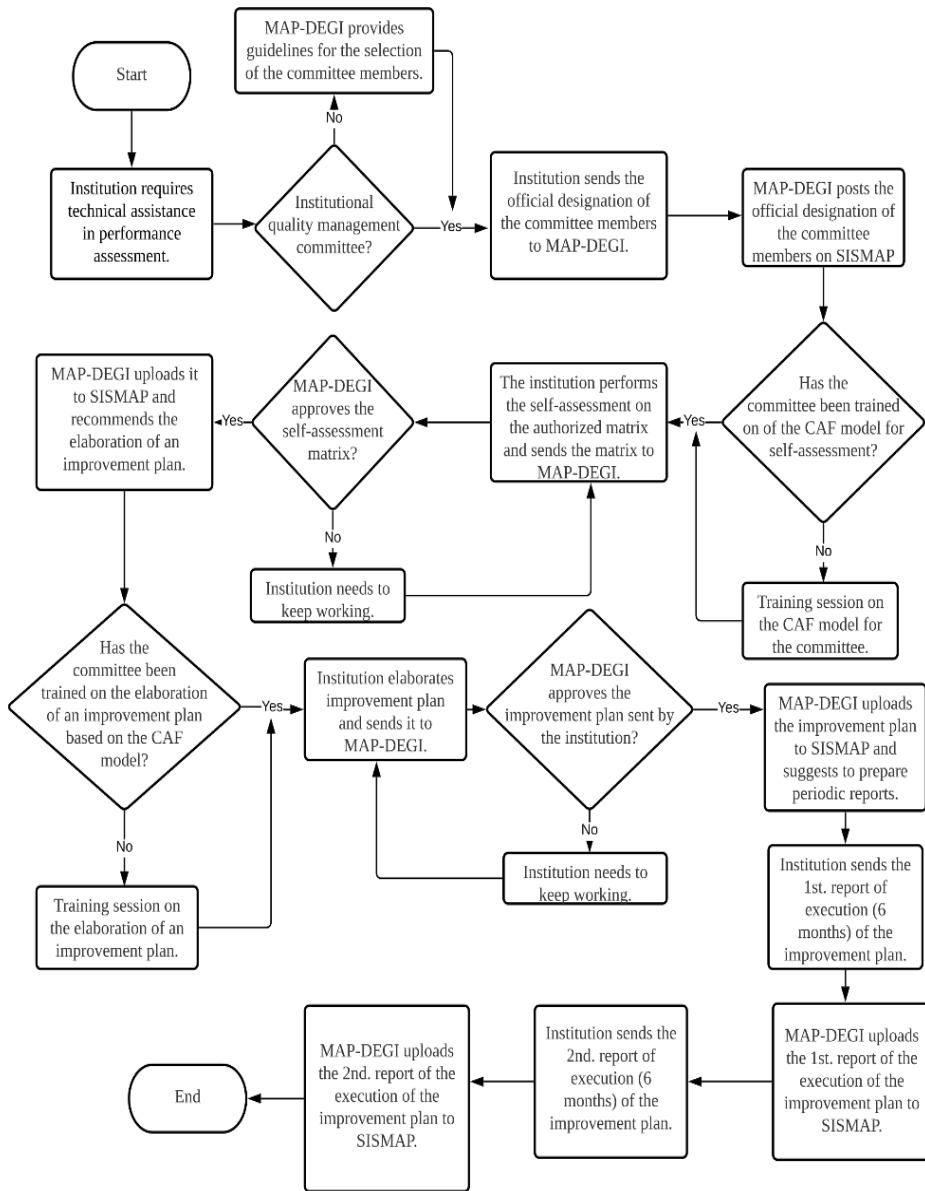 MAP-DEGI provides
guidelines for the selection
of the committee members.
Start
No
Institution requires
technical assistance
in performance
assessment.
Institutional
quality management
committee?
Yes
Institution sends the
official designation
of the committee
members
to MAP-DEGI.
MAP-DEGI posts the
official designation of
the committee
members on SISMAP
MAP-DEGI uploads it
to SISMAP and
recommends the
elaboration of an
improvement plan.
Yes
MAP-DEGI
approves the
self-assessment
matrix?
The institution performs
the self-assessment on
the authorized matrix
and sends the matrix to
MAP-DEGI.
Yes
Has the
committee been trained
on of the CAF model for
self-assessment?
No
Institution needs to
keep working.
No
Training session on
the CAF model for
the committee.
Has the
committee been
trained on the elaboration
of an improvement plan
based on the CAF
model?
Yes
Institution elaborates
improvement plan
and sends it to
MAP-DEGI.
MAP-DEGI
approves the
improvement plan sent by
the institution?
Yes
MAP-DEGI uploads
the improvement plan
to SISMAP and
suggests to prepare
periodic reports.
No
Training session on
the elaboration of an
improvement plan.
No
Institution needs to
keep working.
Institution sends the
1st. report of
execution (6
months) of the
improvement plan.
End
MAP-DEGI uploads
the 2nd. report of the
execution of the
improvement plan to
SISMAP.
Institution sends the
2nd. report of
execution (6
months) of the
improvement plan.
MAP-DEGI uploads
the 1st. report of the
execution of the
improvement plan to
SISMAP.